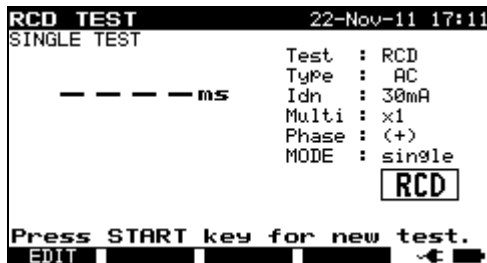 RCD TEST 22-Nov-11 17:11
SINGLE TEST
Test : RCD
Type : AC
– – – – ms
Idn : 30mA
Multi : x1
Phase : (+)
MODE : single
RCD
Press START key for new test.
EDIT